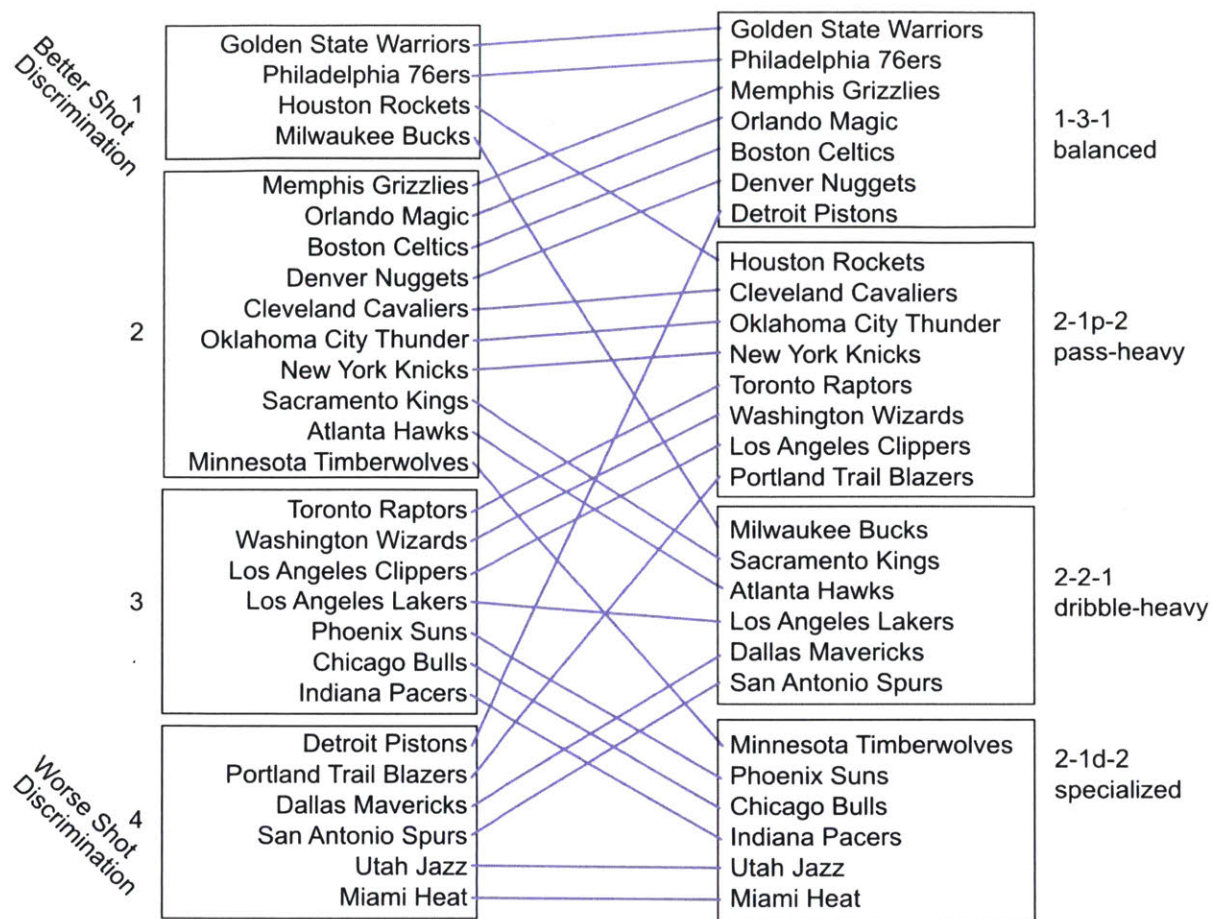 Better Shot
Discrimination
1
Golden State Warriors
Philadelphia 76ers
Houston Rockets
Milwaukee Bucks
2
Memphis Grizzlies
Orlando Magic
Boston Celtics
Denver Nuggets
Cleveland Cavaliers
Oklahoma City Thunder
New York Knicks
Sacramento Kings
Atlanta Hawks
Minnesota Timberwolves
3
Toronto Raptors
Washington Wizards
Los Angeles Clippers
Los Angeles Lakers
Phoenix Suns
Chicago Bulls
Indiana Pacers
Worse Shot
Discrimination
4
Detroit Pistons
Portland Trail Blazers
Dallas Mavericks
San Antonio Spurs
Utah Jazz
Miami Heat
Golden State Warriors
Philadelphia 76ers
Memphis Grizzlies
Orlando Magic
Boston Celtics
Denver Nuggets
Detroit Pistons
1-3-1
balanced
Houston Rockets
Cleveland Cavaliers
Oklahoma City Thunder
New York Knicks
Toronto Raptors
Washington Wizards
Los Angeles Clippers
Portland Trail Blazers
2-1p-2
pass-heavy
Milwaukee Bucks
Sacramento Kings
Atlanta Hawks
Los Angeles Lakers
Dallas Mavericks
San Antonio Spurs
2-2-1
dribble-heavy
Minnesota Timberwolves
Phoenix Suns
Chicago Bulls
Indiana Pacers
Utah Jazz
Miami Heat
2-1d-2
specialized